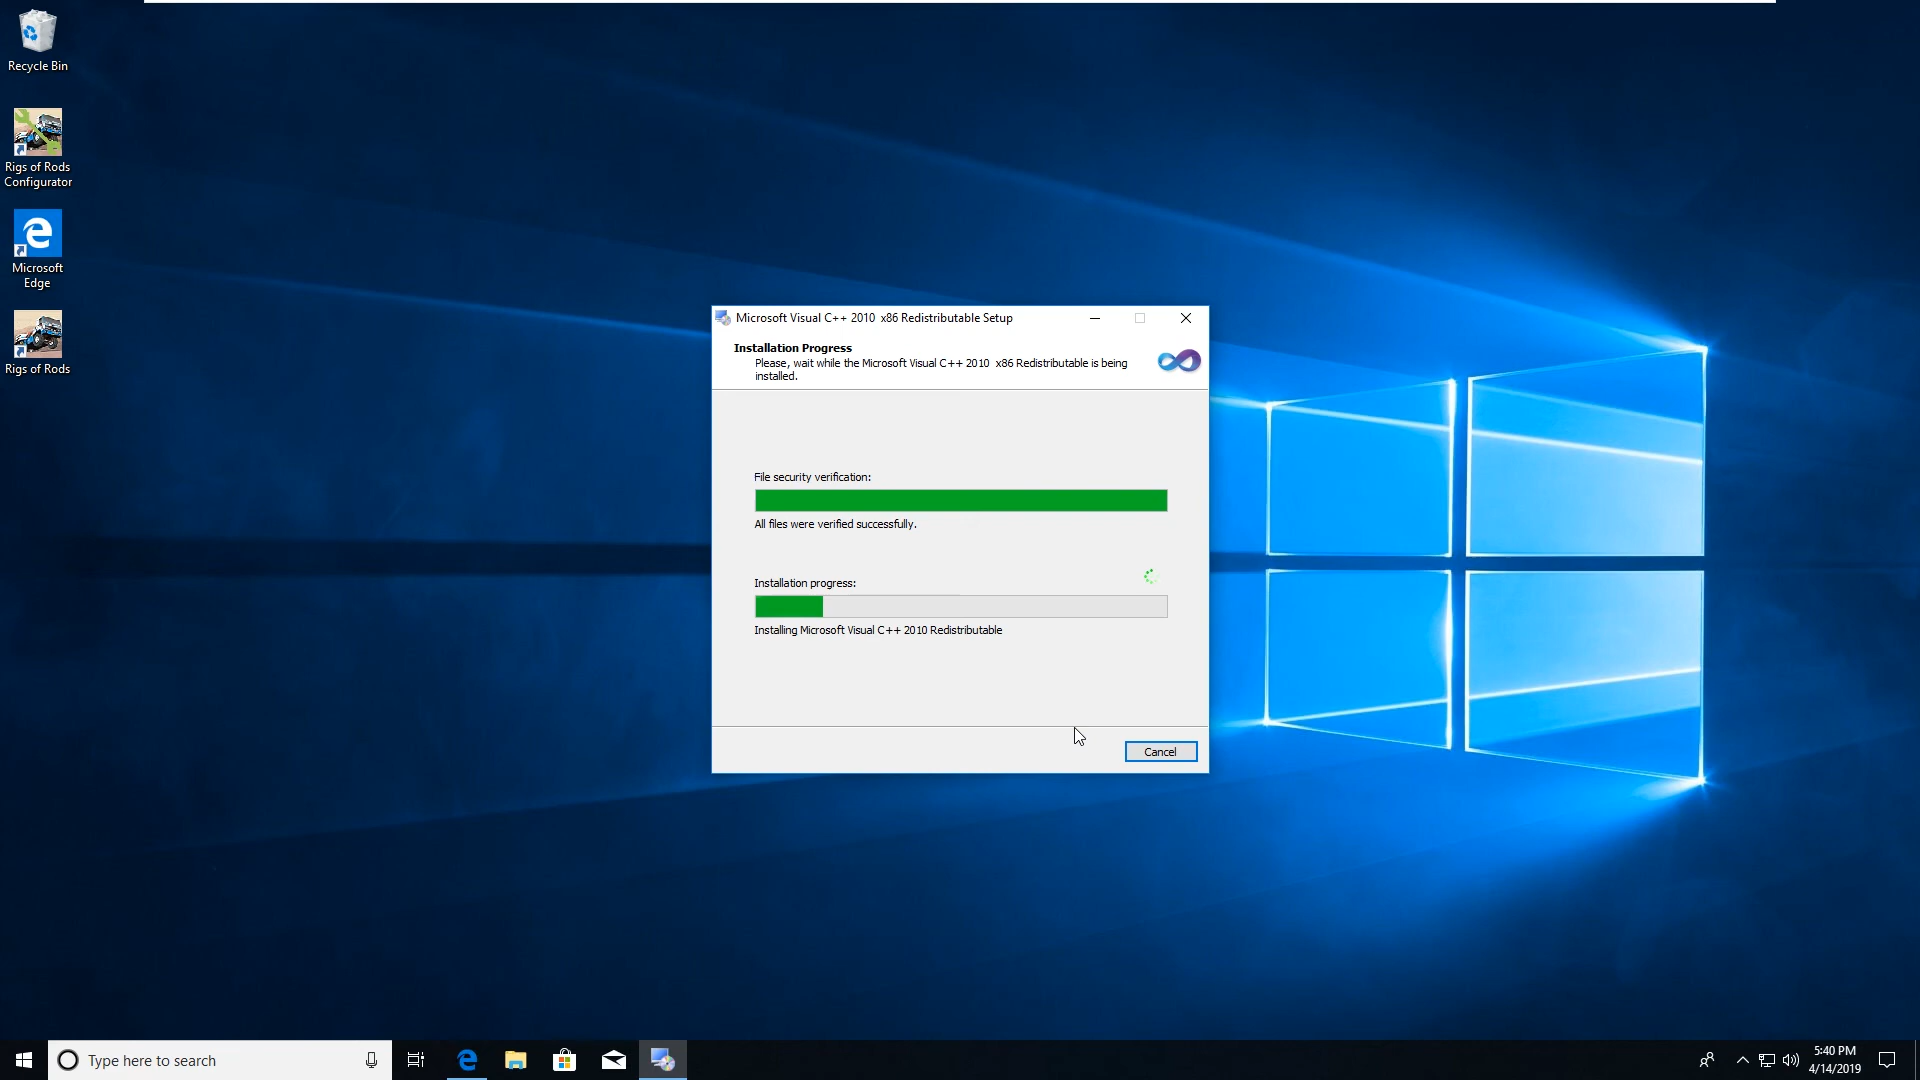 Recycle Bin
Rigs of Rods
Configurator
Microsoft
Edge
Rigs of Rods
Microsoft Visual C++ 2010  x86 Redistributable Setup
Installation Progress
Please, wait while the Microsoft Visual C++ 2010  x86 Redistributable is being
installed.
File security verification:
All files were verified successfully.
Installation progress:
Installing Microsoft Visual C++ 2010 Redistributable
Cancel
Type here to search
5:40 PM
4/14/2019